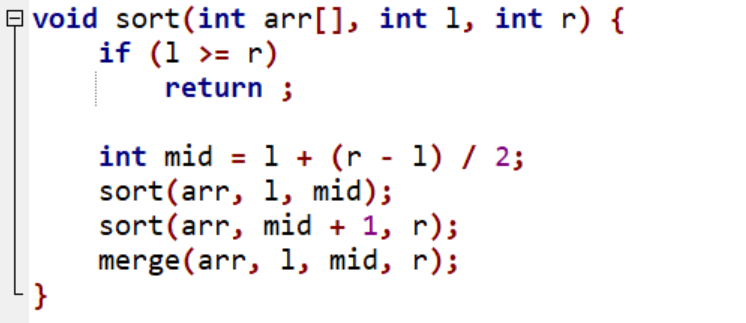 void sort(int arr[], int l, int r) {
    if (l >= r)
        return ;

    int mid = l + (r - l) / 2;
    sort(arr, l, mid);
    sort(arr, mid + 1, r);
    merge(arr, l, mid, r);
}